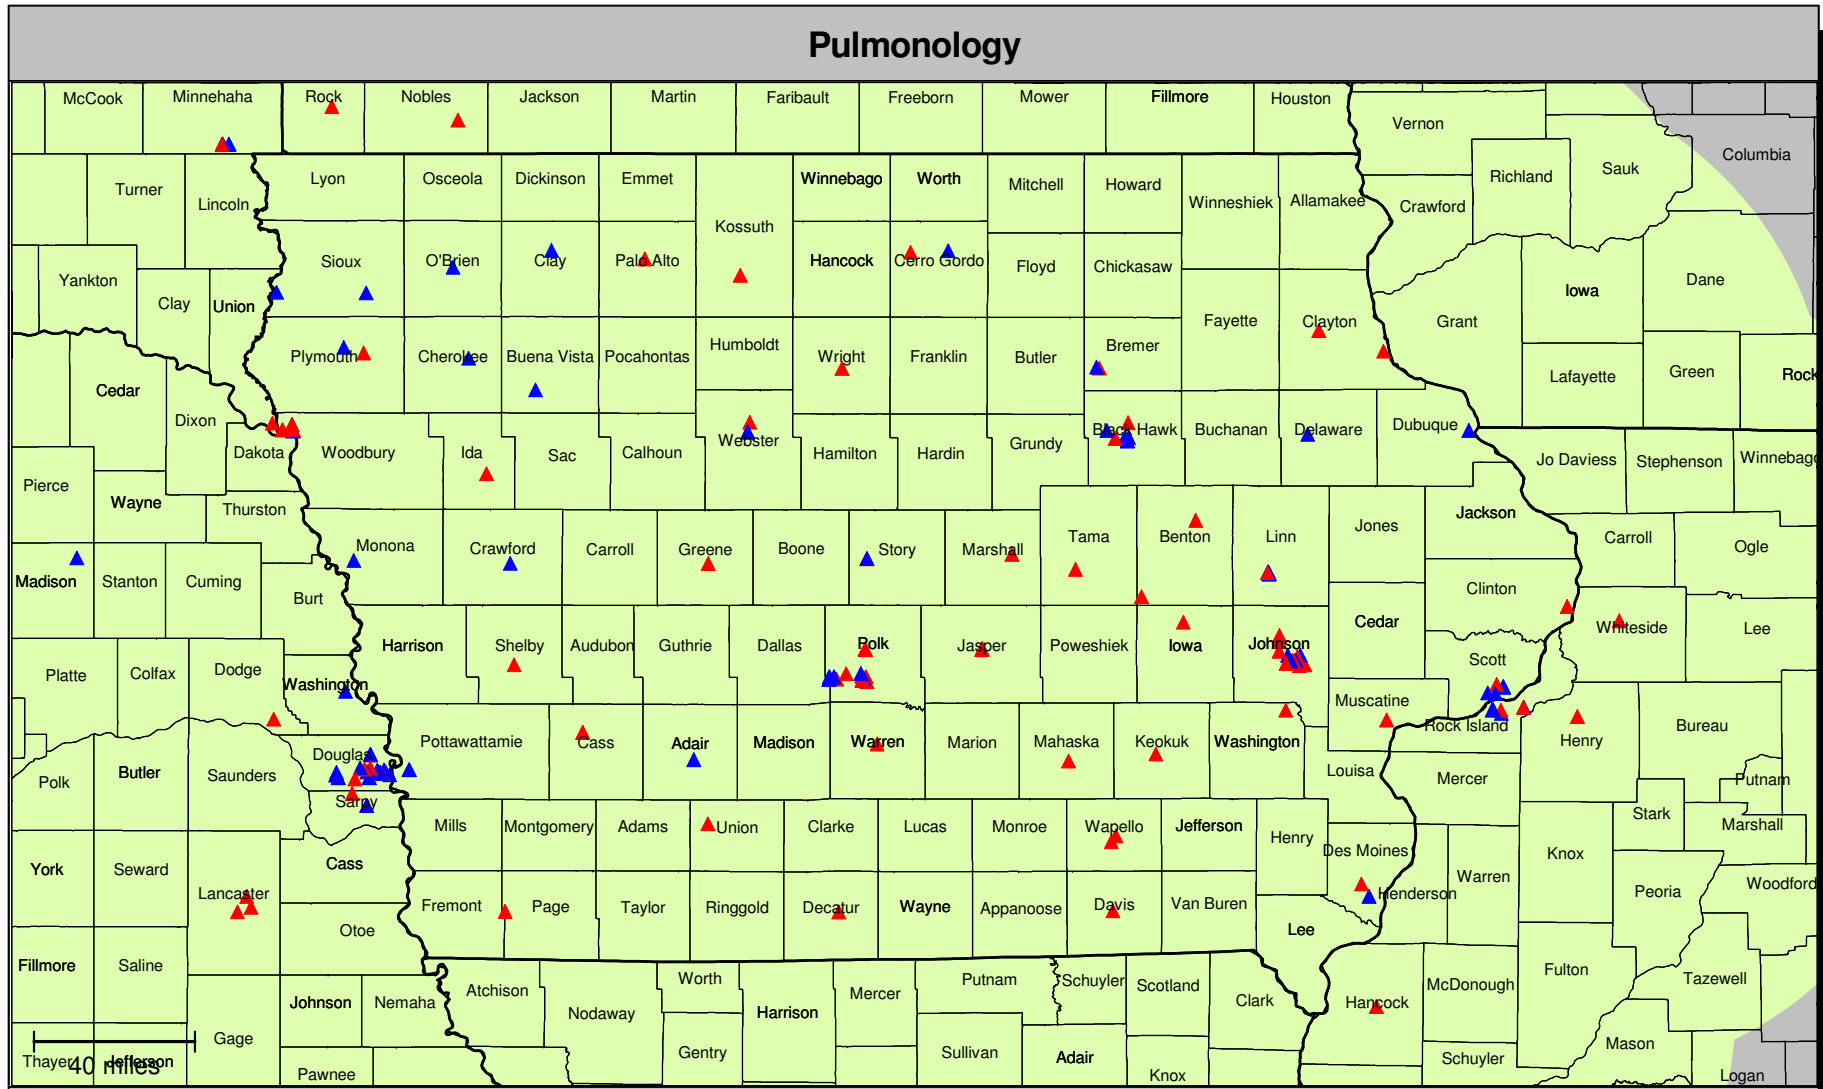 Pulmonology
McCook Minnehaha Rock Nobles Jackson Martin Faribault Freeborn Mower Fillmore Houston
Vernon
Columbia
Sauk
Richland
Turner Lyon Osceola Dickinson Emmet Winnebago Worth Mitchell Howard
Lincoln Winneshiek Allamakee Crawford
Kossuth
Yankton Sioux O'Brien Clay Palo Alto Hancock Cerro Gordo Floyd Chickasaw Dane
Clay Union Iowa
Fayette Clayton Grant
Plymouth Cherokee Buena Vista Pocahontas Humboldt Wright Franklin Butler Bremer
Cedar Lafayette Green Rock
Dixon Webster Black Hawk Buchanan Delaware Dubuque
Dakota Woodbury Ida Sac Calhoun Hamilton Hardin Grundy Jo Daviess Stephenson Winnebago
Pierce
Wayne Thurston Jackson
Monona Crawford Carroll Greene Boone Story Marshall Tama Benton Linn Jones Carroll Ogle
Madison Stanton Cuming Burt Clinton
Harrison Shelby Audubon Guthrie Dallas Polk Jasper Poweshiek Iowa Johnson Cedar Whiteside Lee
Platte Colfax Dodge Scott
Washington Muscatine
Rock Island Bureau
Pottawattamie Cass Adair Madison Warren Marion Mahaska Keokuk Washington Henry
Douglas
Polk Butler Saunders Louisa Mercer Putnam
Sarpy
Mills Montgomery Adams Union Clarke Lucas Monroe Wapello Jefferson Henry Stark Marshall
Des Moines Knox
York Seward Cass Warren Peoria Woodford
Lancaster Henderson
Fremont Page Taylor Ringgold Decatur Wayne Appanoose Davis Van Buren
Otoe Lee
Fillmore Saline Fulton Tazewell
Atchison Worth Putnam Schuyler Scotland McDonough
Johnson Nemaha Nodaway Harrison Mercer Clark Hancock
Gage Gentry Sullivan Adair Schuyler Mason
Thayer Jefferson
40 miles
Pawnee Knox Logan